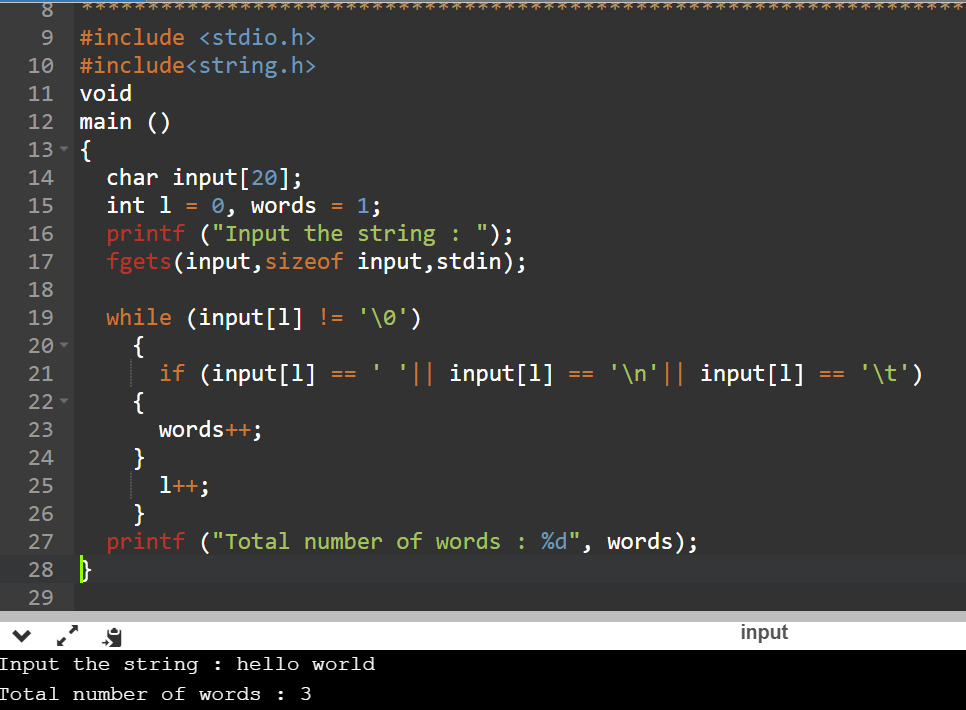 8 ******************************************************************
9 #include <stdio.h>
10 #include<string.h>
11 void
12 main ()
13 {
14   char input[20];
15   int l = 0, words = 1;
16   printf ("Input the string : ");
17   fgets(input,sizeof input,stdin);
18
19   while (input[l] != '\0')
20     {
21       if (input[l] == ' '|| input[l] == '\n'|| input[l] == '\t')
22     {
23       words++;
24     }
25       l++;
26     }
27   printf ("Total number of words : %d", words);
28 }
29
input
Input the string : hello world
Total number of words : 3